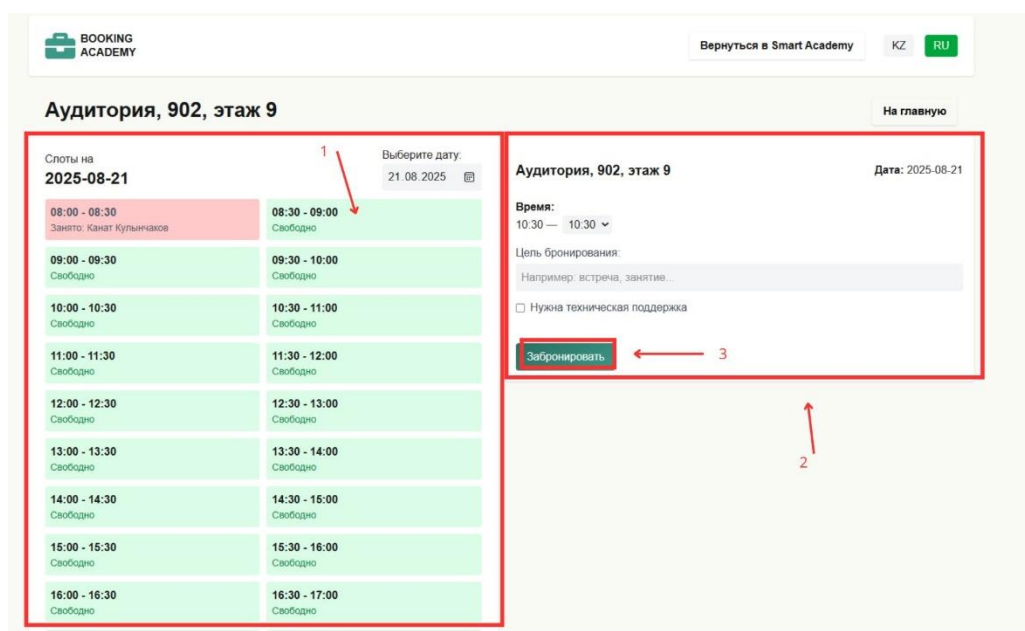 BOOKING
ACADEMY
Вернуться в Smart Academy
KZ
RU
Аудитория, 902, этаж 9
На главную
Слоты на
2025-08-21
1
Выберите дату:
21.08.2025
08:00 - 08:30
Занято: Канат Кулынчаков
08:30 - 09:00
Свободно
09:00 - 09:30
Свободно
09:30 - 10:00
Свободно
10:00 - 10:30
Свободно
10:30 - 11:00
Свободно
11:00 - 11:30
Свободно
11:30 - 12:00
Свободно
12:00 - 12:30
Свободно
12:30 - 13:00
Свободно
13:00 - 13:30
Свободно
13:30 - 14:00
Свободно
14:00 - 14:30
Свободно
14:30 - 15:00
Свободно
15:00 - 15:30
Свободно
15:30 - 16:00
Свободно
16:00 - 16:30
Свободно
16:30 - 17:00
Свободно
Аудитория, 902, этаж 9
Дата: 2025-08-21
Время:
10:30 — 10:30
Цель бронирования:
Например: встреча, занятие...
Нужна техническая поддержка
Забронировать
3
2